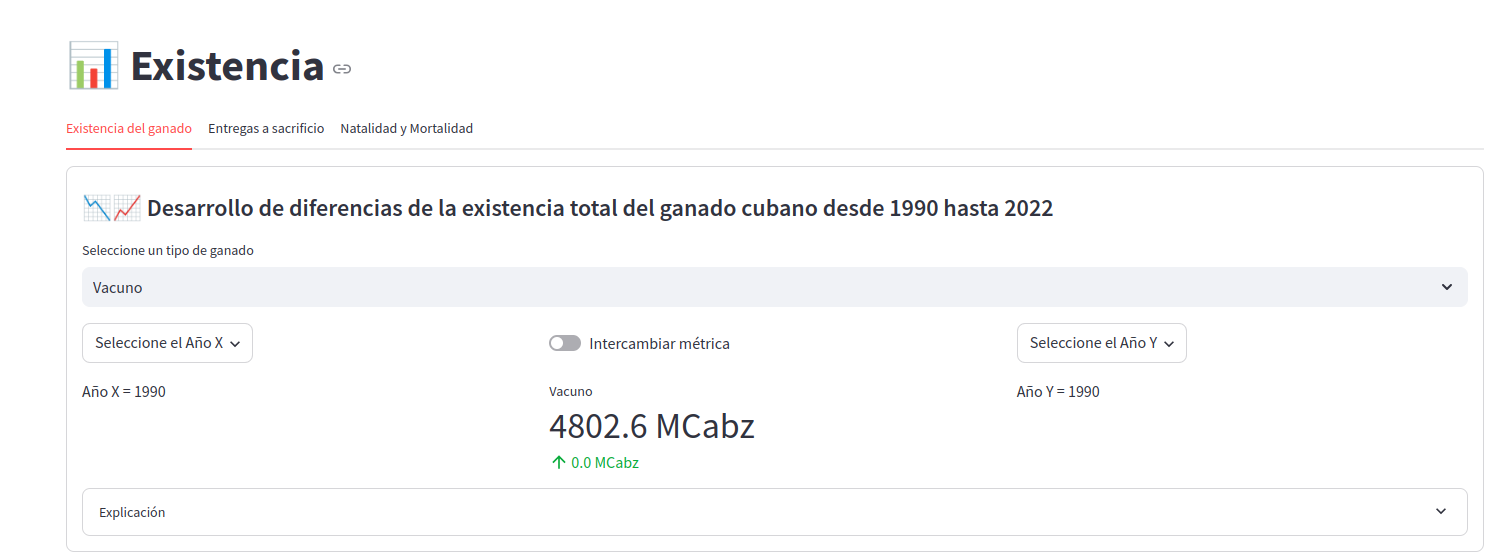 Existencia
Existencia del ganado Entregas a sacrificio Natalidad y Mortalidad
Desarrollo de diferencias de la existencia total del ganado cubano desde 1990 hasta 2022
Seleccione un tipo de ganado
Vacuno
Seleccione el Año X Intercambiar métrica Seleccione el Año Y
Año X = 1990 Vacuno Año Y = 1990
4802.6 MCabz
0.0 MCabz
Explicación